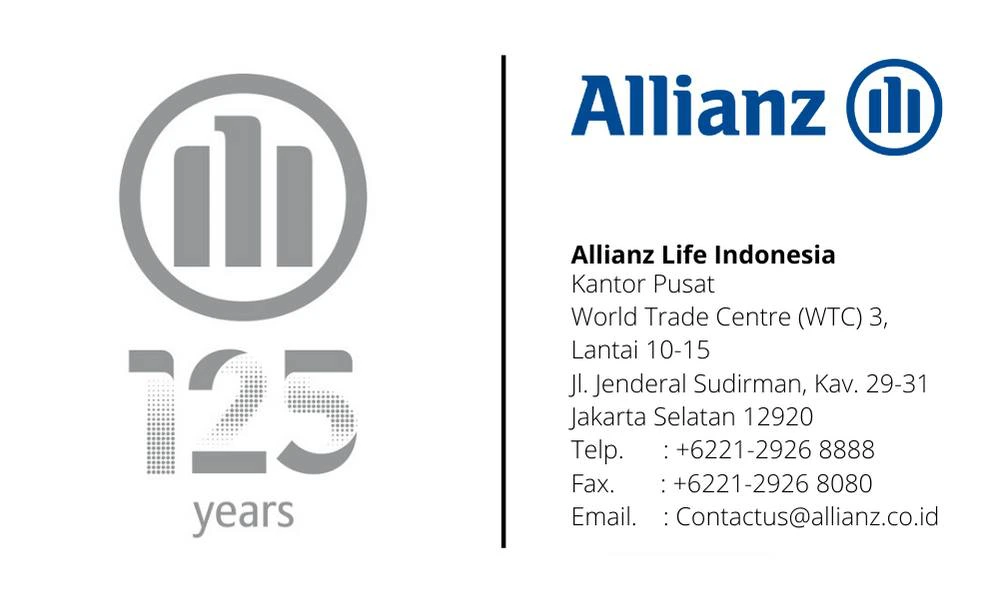 125
years
Allianz
Allianz Life Indonesia
Kantor Pusat
World Trade Centre (WTC) 3,
Lantai 10-15
Jl. Jenderal Sudirman, Kav. 29-31
Jakarta Selatan 12920
Telp. : +6221-2926 8888
Fax. : +6221-2926 8080
Email. : Contactus@allianz.co.id